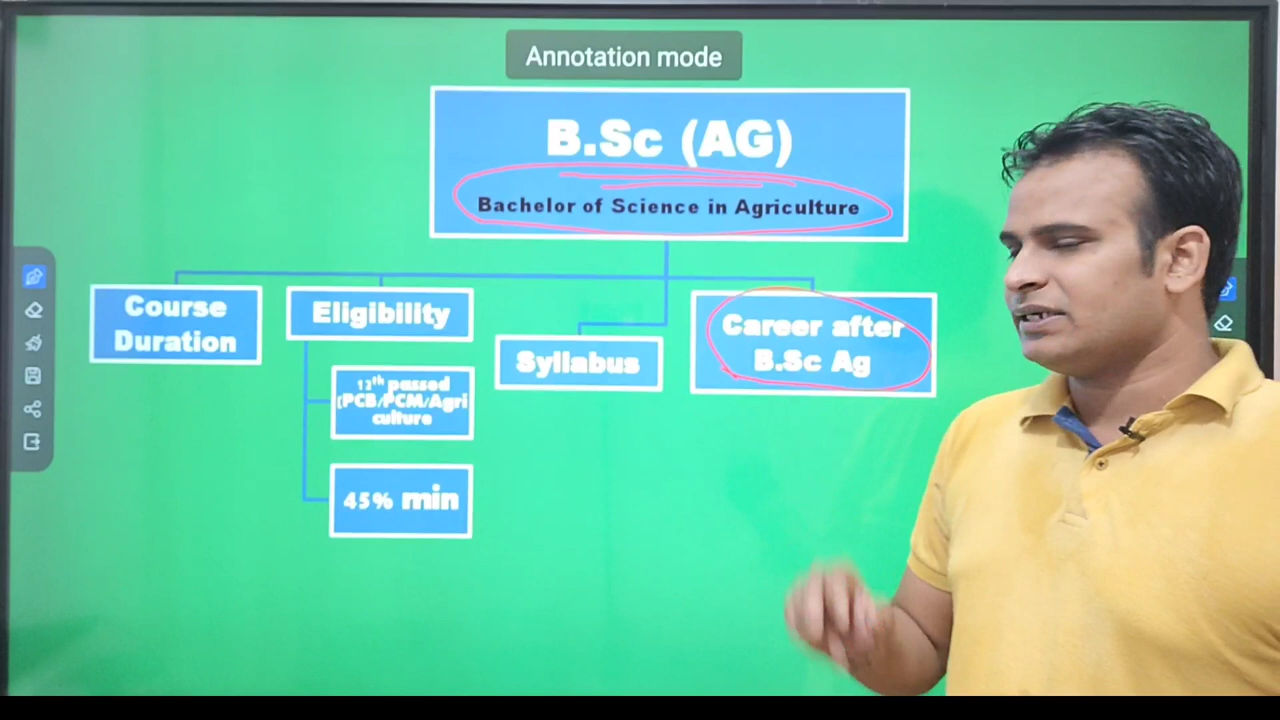 Annotation mode
B.Sc (AG)
Bachelor of Science in Agriculture
Course
Duration
Eligibility
12th passed
[PCB/PCM/Agri
culture
45% min
Syllabus
Career after
B.Sc Ag